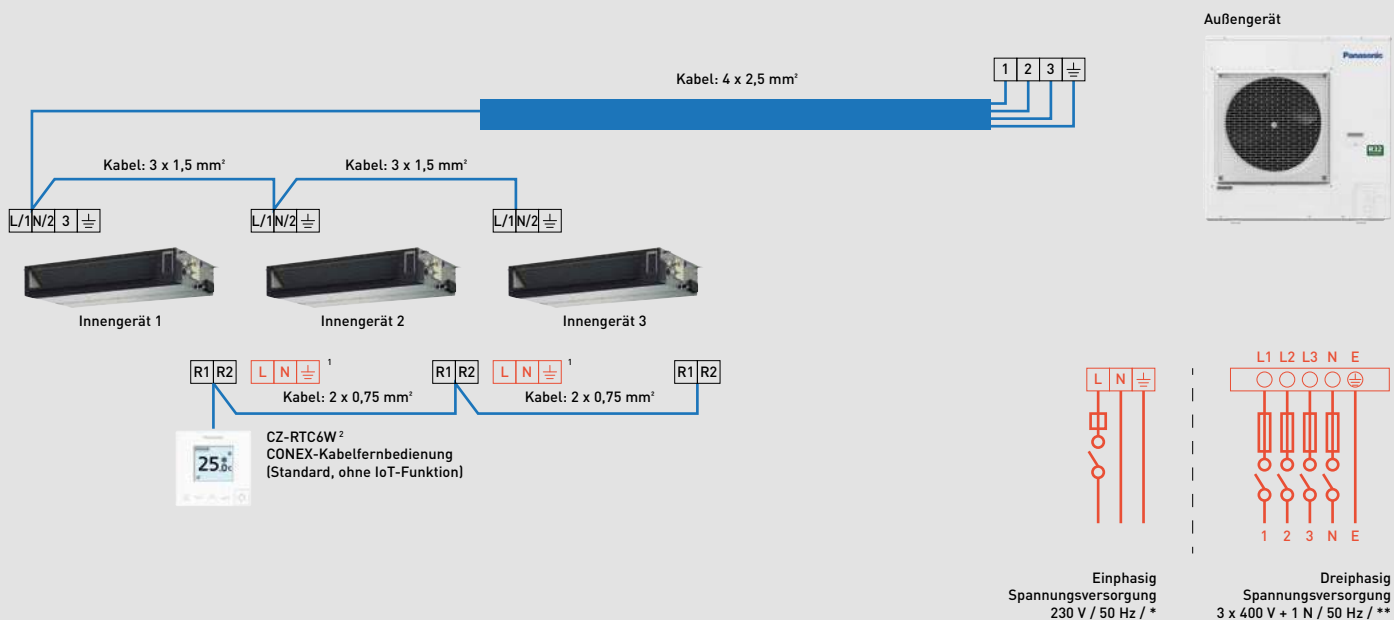 Außengerät
Panasonic
R32
Kabel: 4 x 2,5 mm²
1 2 3
Kabel: 3 x 1,5 mm² Kabel: 3 x 1,5 mm²
L/1 N/2 3 L/1 N/2 L/1 N/2
Innengerät 1 Innengerät 2 Innengerät 3
R1 R2 L N ¹ R1 R2 L N ¹ R1 R2
Kabel: 2 x 0,75 mm² Kabel: 2 x 0,75 mm²
25.0c
CZ-RTC6W ²
CONEX-Kabelfernbedienung
(Standard, ohne IoT-Funktion)
L N
L1 L2 L3 N E
1 2 3 N E
Einphasig
Spannungsversorgung
230 V / 50 Hz / *
Dreiphasig
Spannungsversorgung
3 x 400 V + 1 N / 50 Hz / **